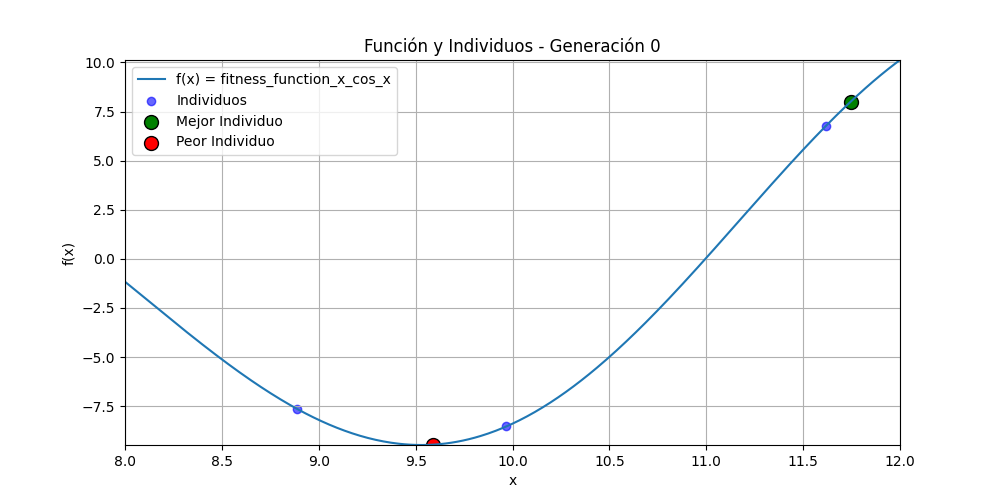 Función y Individuos - Generación 0
f(x) = fitness_function_x_cos_x
Individuos
Mejor Individuo
Peor Individuo
f(x)
10.0
7.5
5.0
2.5
0.0
−2.5
−5.0
−7.5
8.0 8.5 9.0 9.5 10.0 10.5 11.0 11.5 12.0
x